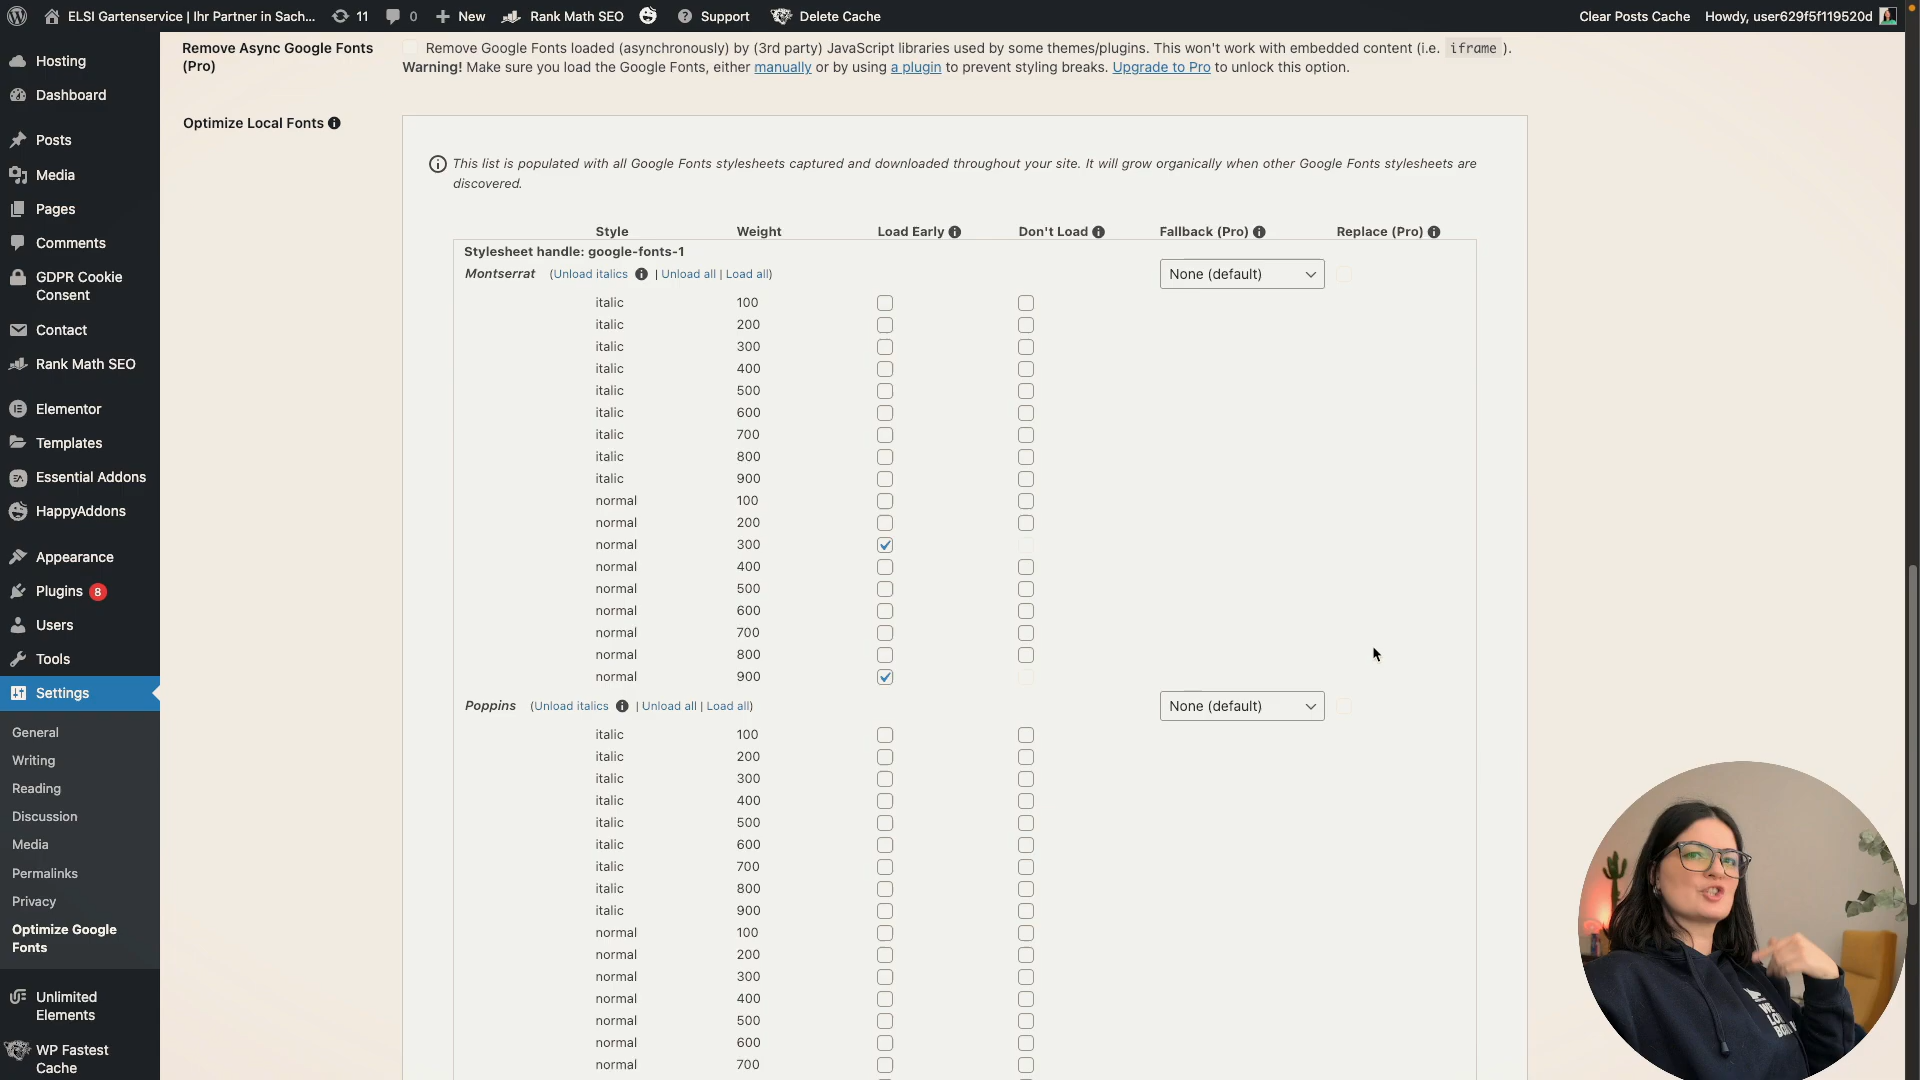 ELSI Gartenservice | Ihr Partner in Sach...
11
0
New
Rank Math SEO
Support
Delete Cache
Clear Posts Cache
Howdy, user629f5f119520d
Hosting
Dashboard
Posts
Media
Pages
Comments
GDPR Cookie
Consent
Contact
Rank Math SEO
Elementor
Templates
Essential Addons
HappyAddons
Appearance
Plugins 8
Users
Tools
Settings
General
Writing
Reading
Discussion
Media
Permalinks
Privacy
Optimize Google
Fonts
Unlimited
Elements
WP Fastest
Cache
Remove Async Google Fonts
(Pro)
Remove Google Fonts loaded (asynchronously) by (3rd party) JavaScript libraries used by some themes/plugins. This won't work with embedded content (i.e. iframe ).
Warning! Make sure you load the Google Fonts, either manually or by using a plugin to prevent styling breaks. Upgrade to Pro to unlock this option.
Optimize Local Fonts
This list is populated with all Google Fonts stylesheets captured and downloaded throughout your site. It will grow organically when other Google Fonts stylesheets are
discovered.
Style Weight Load Early Don't Load Fallback (Pro) Replace (Pro)
Stylesheet handle: google-fonts-1
Montserrat (Unload italics | Unload all | Load all) None (default)
italic 100
italic 200
italic 300
italic 400
italic 500
italic 600
italic 700
italic 800
italic 900
normal 100
normal 200
normal 300
normal 400
normal 500
normal 600
normal 700
normal 800
normal 900
Poppins (Unload italics | Unload all | Load all) None (default)
italic 100
italic 200
italic 300
italic 400
italic 500
italic 600
italic 700
italic 800
italic 900
normal 100
normal 200
normal 300
normal 400
normal 500
normal 600
normal 700